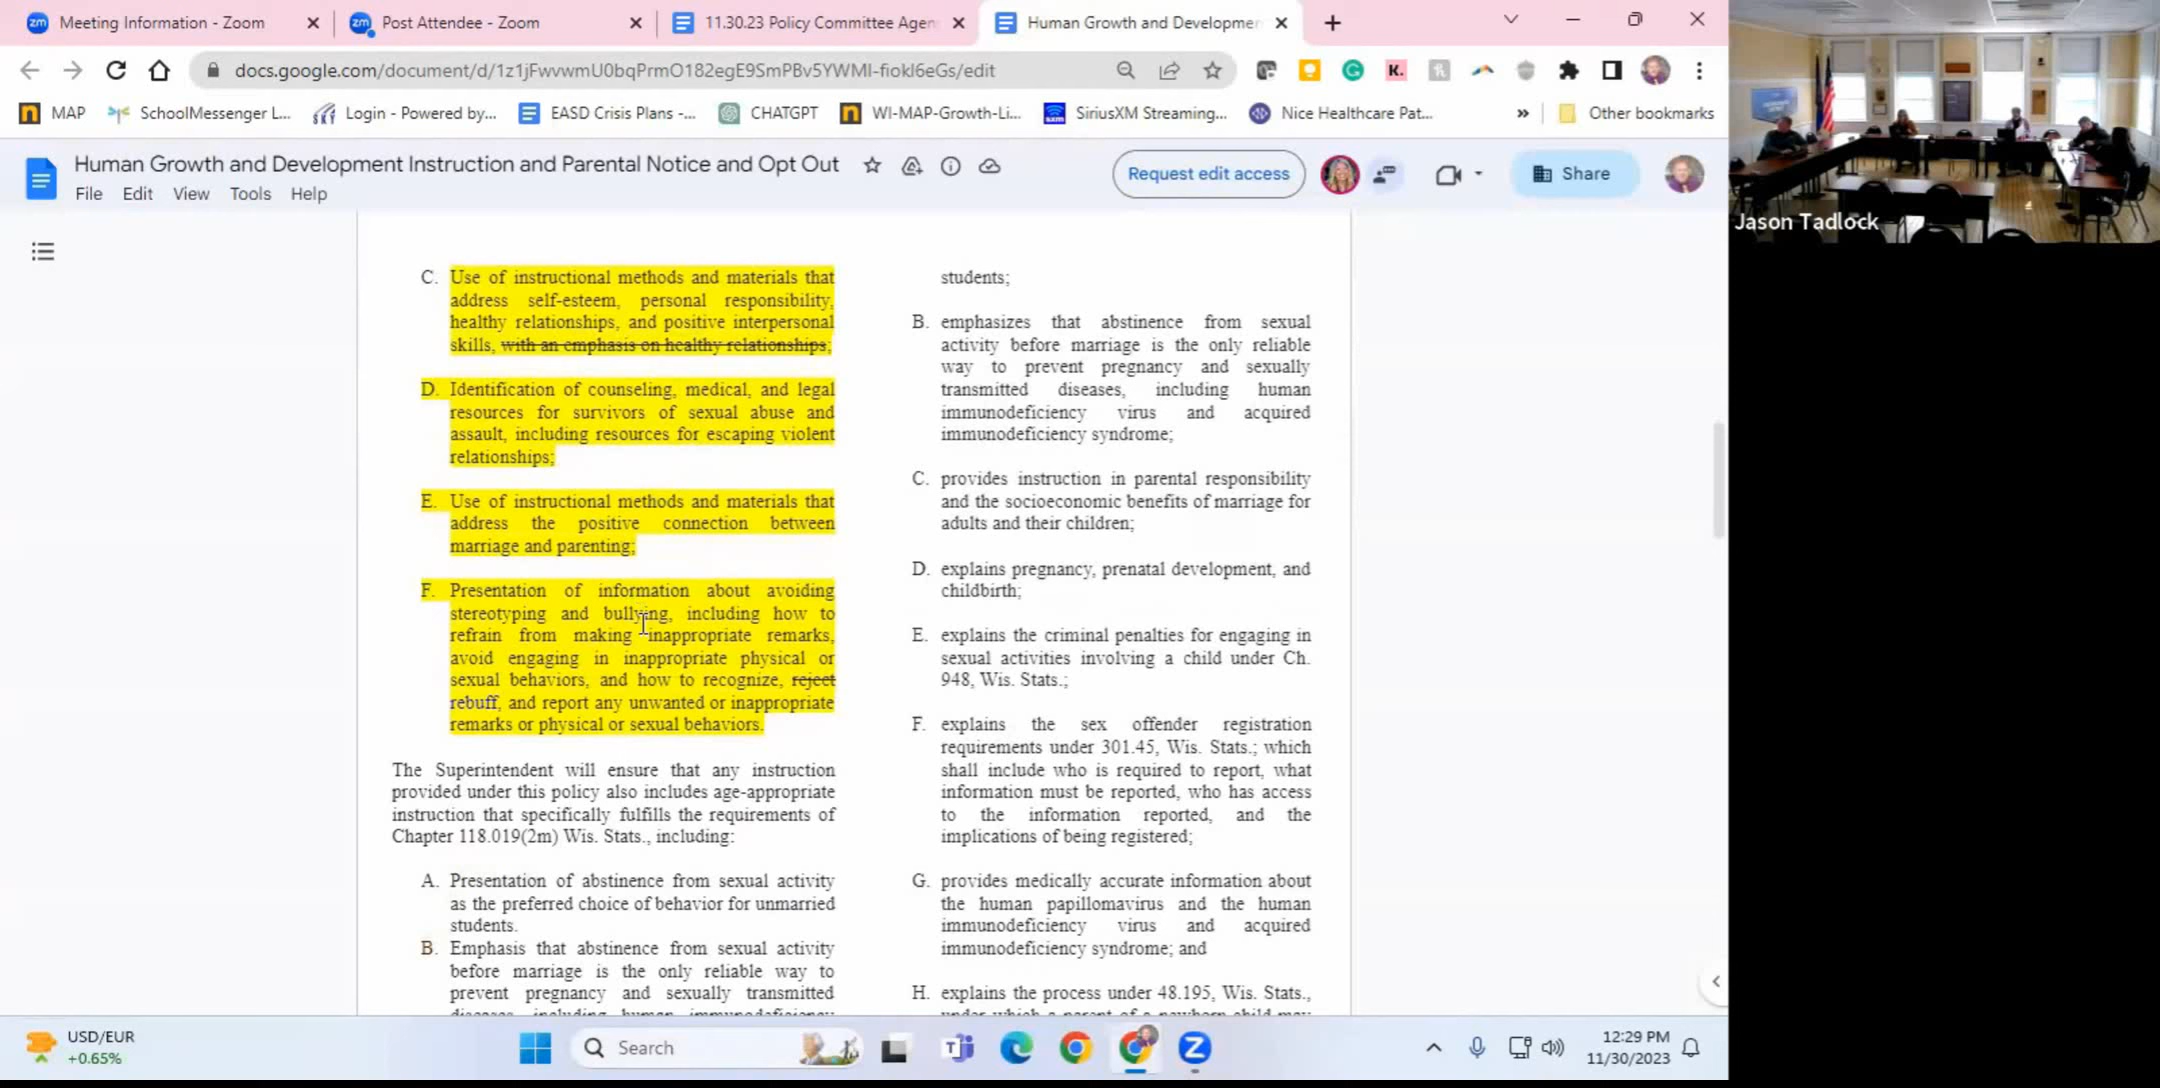 Meeting Information - Zoom
Post Attendee - Zoom
11.30.23 Policy Committee Agen
Human Growth and Developmen
docs.google.com/document/d/1z1jFwvwmU0bqPrmO182egE9SmPBv5YWMI-fiokl6eGs/edit
MAP
SchoolMessenger L...
Login - Powered by...
EASD Crisis Plans -...
CHATGPT
WI-MAP-Growth-Li...
SiriusXM Streaming...
Nice Healthcare Pat...
Other bookmarks
Human Growth and Development Instruction and Parental Notice and Opt Out
File Edit View Tools Help
Request edit access
Share
C. Use of instructional methods and materials that
address self-esteem, personal responsibility,
healthy relationships, and positive interpersonal
skills, with an emphasis on healthy relationships;
D. Identification of counseling, medical, and legal
resources for survivors of sexual abuse and
assault, including resources for escaping violent
relationships;
E. Use of instructional methods and materials that
address the positive connection between
marriage and parenting;
F. Presentation of information about avoiding
stereotyping and bullying, including how to
refrain from making inappropriate remarks,
avoid engaging in inappropriate physical or
sexual behaviors, and how to recognize, reject
rebuff, and report any unwanted or inappropriate
remarks or physical or sexual behaviors.
The Superintendent will ensure that any instruction
provided under this policy also includes age-appropriate
instruction that specifically fulfills the requirements of
Chapter 118.019(2m) Wis. Stats., including:
A. Presentation of abstinence from sexual activity
as the preferred choice of behavior for unmarried
students.
B. Emphasis that abstinence from sexual activity
before marriage is the only reliable way to
prevent pregnancy and sexually transmitted
diseases, including human immunodeficiency
students;
B. emphasizes that abstinence from sexual
activity before marriage is the only reliable
way to prevent pregnancy and sexually
transmitted diseases, including human
immunodeficiency virus and acquired
immunodeficiency syndrome;
C. provides instruction in parental responsibility
and the socioeconomic benefits of marriage for
adults and their children;
D. explains pregnancy, prenatal development, and
childbirth;
E. explains the criminal penalties for engaging in
sexual activities involving a child under Ch.
948, Wis. Stats.;
F. explains the sex offender registration
requirements under 301.45, Wis. Stats.; which
shall include who is required to report, what
information must be reported, who has access
to the information reported, and the
implications of being registered;
G. provides medically accurate information about
the human papillomavirus and the human
immunodeficiency virus and acquired
immunodeficiency syndrome; and
H. explains the process under 48.195, Wis. Stats.,
under which a parent of a newborn child may
Jason Tadlock
USD/EUR
+0.65%
Search
12:29 PM
11/30/2023